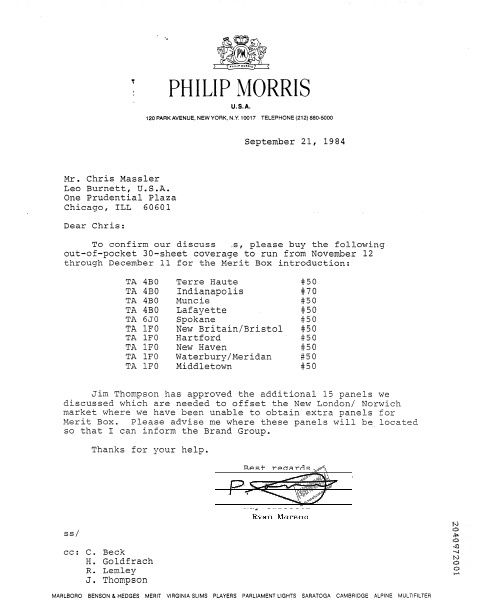 PM
PHILIP MORRIS
U.S.A.
120 PARK AVENUE, NEW YORK, N.Y. 10017 TELEPHONE (212) 880-5000
September 21, 1984
Mr. Chris Massler
Leo Burnett, U.S.A.
One Prudential Plaza
Chicago, ILL 60601
Dear Chris:
To confirm our discuss s, please buy the following
out-of-pocket 30-sheet coverage to run from November 12
through December 11 for the Merit Box introduction:
TA 4B0 Terre Haute #50
TA 4B0 Indianapolis #70
TA 4B0 Muncie #50
TA 4B0 Lafayette #50
TA 6J0 Spokane #50
TA 1F0 New Britain/Bristol #50
TA 1F0 Hartford #50
TA 1F0 New Haven #50
TA 1F0 Waterbury/Meridan #50
TA 1F0 Middletown #50
Jim Thompson has approved the additional 15 panels we
discussed which are needed to offset the New London/ Norwich
market where we have been unable to obtain extra panels for
Merit Box. Please advise me where these panels will be located
so that I can inform the Brand Group.
Thanks for your help.
Best regards,
Ryan Moreno
ss/
cc: C. Beck
H. Goldfrach
R. Lemley
J. Thompson
2040972001
MARLBORO BENSON & HEDGES MERIT VIRGINIA SLIMS PLAYERS PARLIAMENT LIGHTS SARATOGA CAMBRIDGE ALPINE MULTIFILTER